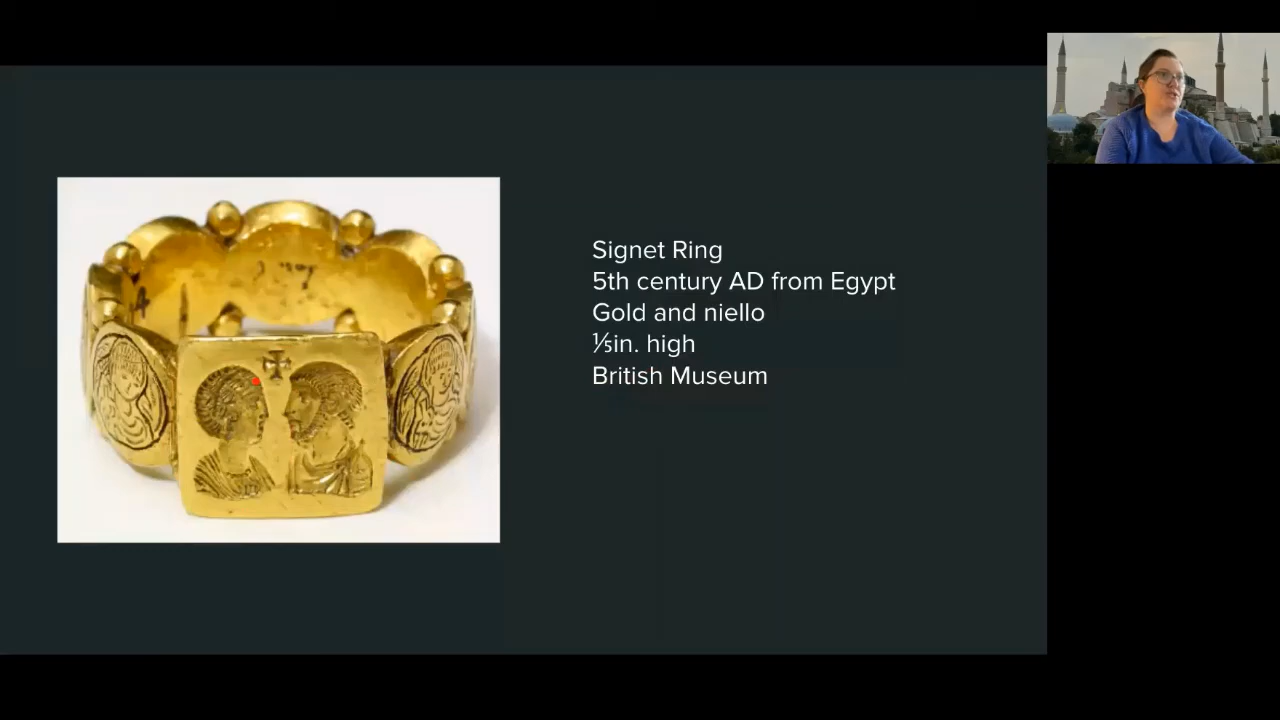 Signet Ring
5th century AD from Egypt
Gold and niello
⅕in. high
British Museum